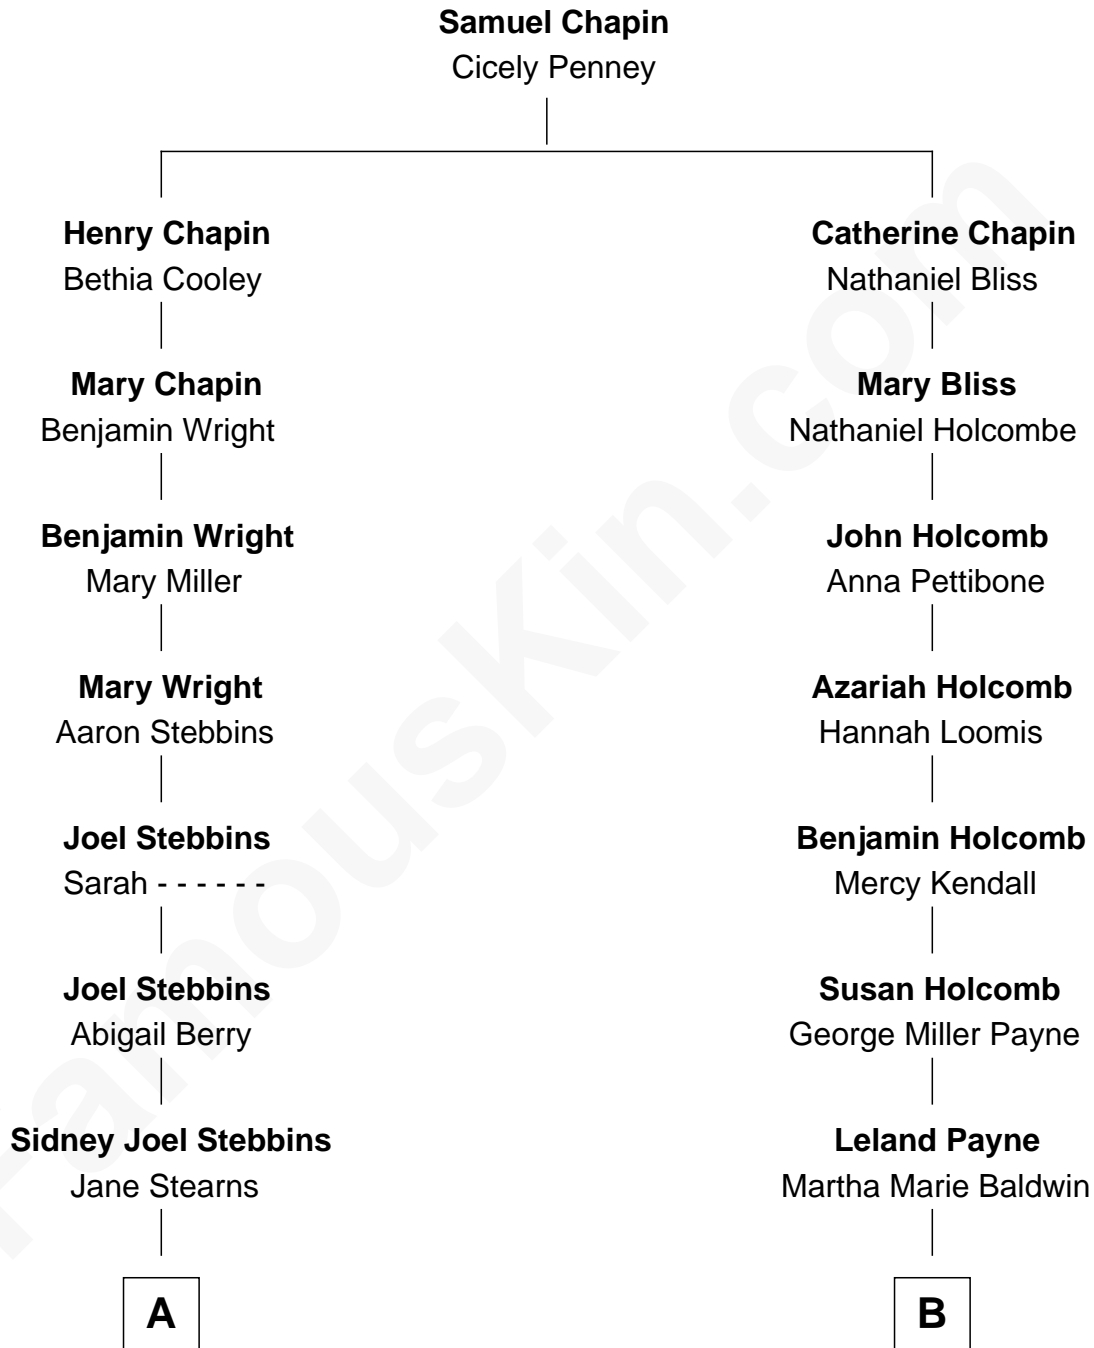 Samuel Chapin
Cicely Penney
Henry Chapin
Bethia Cooley
Catherine Chapin
Nathaniel Bliss
Mary Chapin
Benjamin Wright
Mary Bliss
Nathaniel Holcombe
Benjamin Wright
Mary Miller
John Holcomb
Anna Pettibone
Mary Wright
Aaron Stebbins
Azariah Holcomb
Hannah Loomis
Joel Stebbins
Sarah - - - - - -
Benjamin Holcomb
Mercy Kendall
Joel Stebbins
Abigail Berry
Susan Holcomb
George Miller Payne
Sidney Joel Stebbins
Jane Stearns
Leland Payne
Martha Marie Baldwin
A
B
FamousKin.com